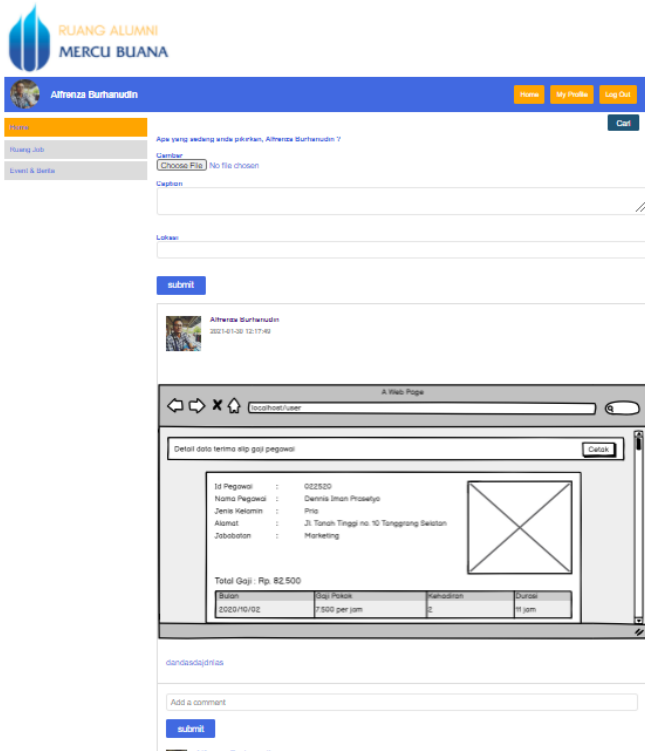 RUANG ALUMNI
MERCU BUANA
Alfrenza Burhanudin
Home
My Profile
Log Out
Home
Ruang Job
Event & Berita
Cari
Apa yang sedang anda pikirkan, Alfrenza Burhanudin ?
Gambar
Choose File No file chosen
Caption
Lokasi
submit
Alfrenza Burhanudin
2021-01-30 12:17:49
A Web Page
localhost/user
Detail data terima slip gaji pegawai
Cetak
Id Pegawai : 022520
Nama Pegawai : Dennis Iman Prasetyo
Jenis Kelamin : Pria
Alamat : Jl. Tanah Tinggi no. 10 Tanggrang Selatan
Jababatan : Marketing
Total Gaji : Rp. 82,500
Bulan Gaji Pokok Kehadiran Durasi
2020/10/02 7.500 per jam 2 11 jam
dandasdajdnlas
Add a comment
submit